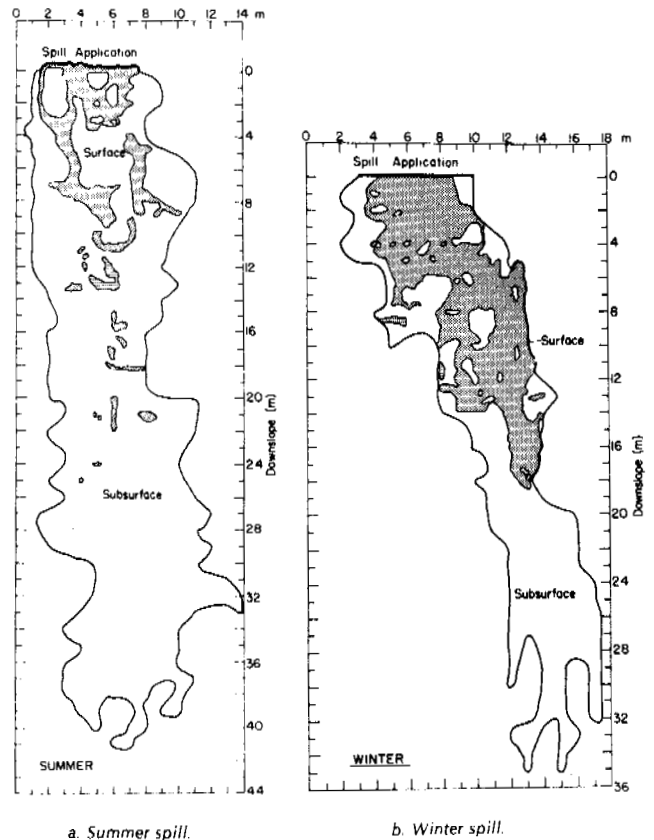 0 2 4 6 8 10 12 14 m
Spill Application
0
4
Surface
8
12
16
20
24
Subsurface
28
32
36
40
44
Downslope (m)
SUMMER
a. Summer spill.
0 2 4 6 8 10 12 14 16 18 m
Spill Application
0
4
8
Surface
12
16
20
24
Subsurface
28
32
36
Downslope (m)
WINTER
b. Winter spill.